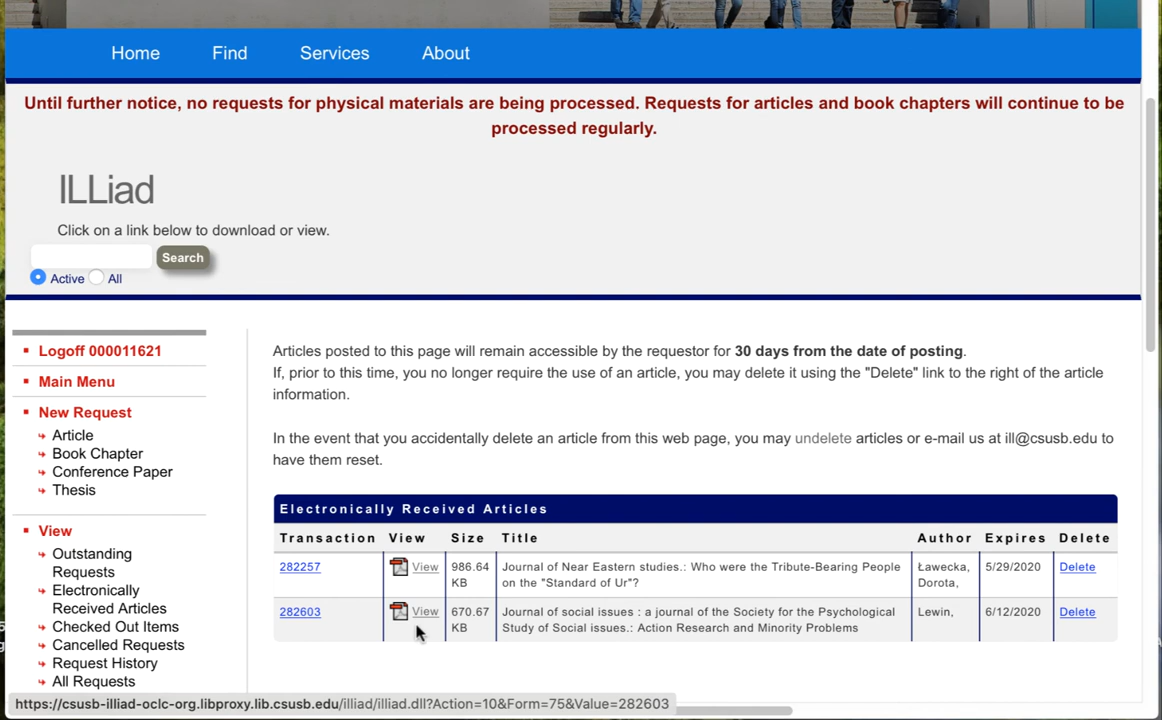 Home Find Services About
Until further notice, no requests for physical materials are being processed. Requests for articles and book chapters will continue to be
processed regularly.
ILLiad
Click on a link below to download or view.
Search
Active All
Logoff 000011621
Main Menu
New Request
Article
Book Chapter
Conference Paper
Thesis
View
Outstanding
Requests
Electronically
Received Articles
Checked Out Items
Cancelled Requests
Request History
All Requests
Articles posted to this page will remain accessible by the requestor for 30 days from the date of posting.
If, prior to this time, you no longer require the use of an article, you may delete it using the "Delete" link to the right of the article
information.
In the event that you accidentally delete an article from this web page, you may undelete articles or e-mail us at ill@csusb.edu to
have them reset.
Electronically Received Articles
Transaction View Size Title Author Expires Delete
282257 View 986.64 Journal of Near Eastern studies.: Who were the Tribute-Bearing People Ławecka, 5/29/2020 Delete
KB on the "Standard of Ur"? Dorota,
282603 View 670.67 Journal of social issues : a journal of the Society for the Psychological Lewin, 6/12/2020 Delete
KB Study of Social issues.: Action Research and Minority Problems
https://csusb-illiad-oclc-org.libproxy.lib.csusb.edu/illiad/illiad.dll?Action=10&Form=75&Value=282603